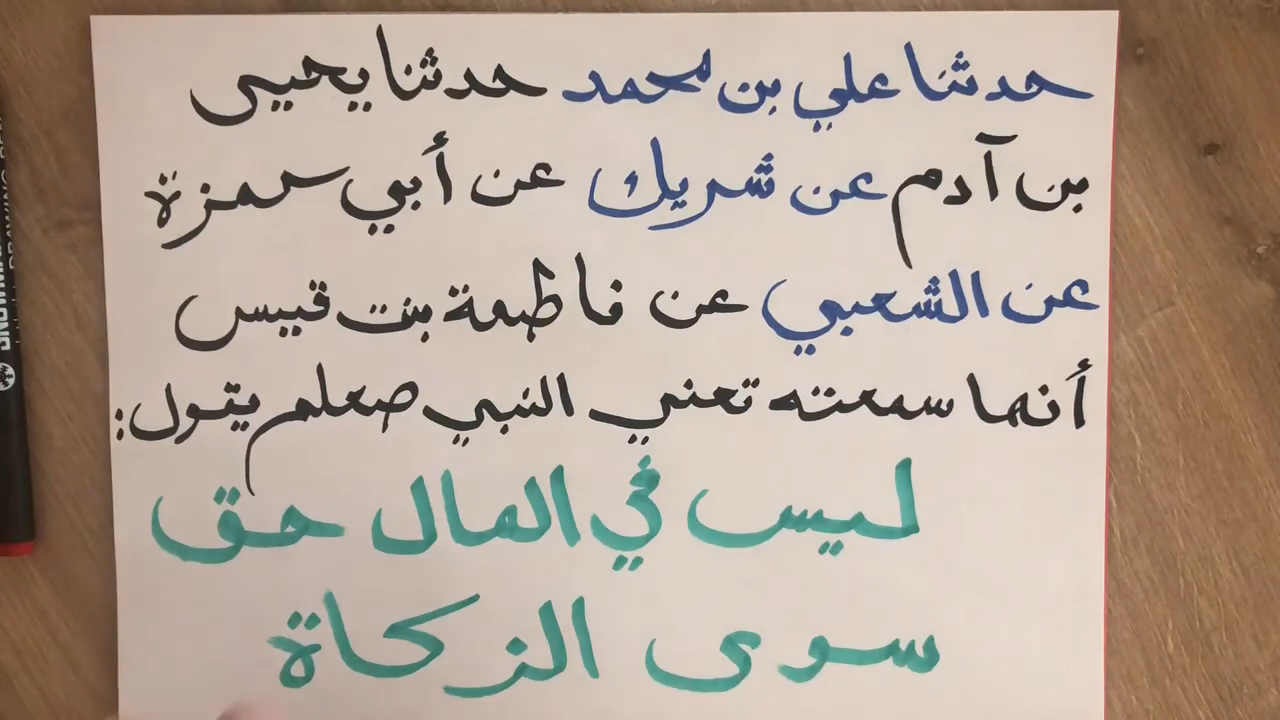 حدثنا علي بن محمد حدثنا يحيى
بن آدم عن شريك عن أبي حمزة
عن الشعبي عن فاطمة بنت قيس
أنها سمعته تعني النبي صعلم يقول:
ليس في المال حق
سوى الزكاة